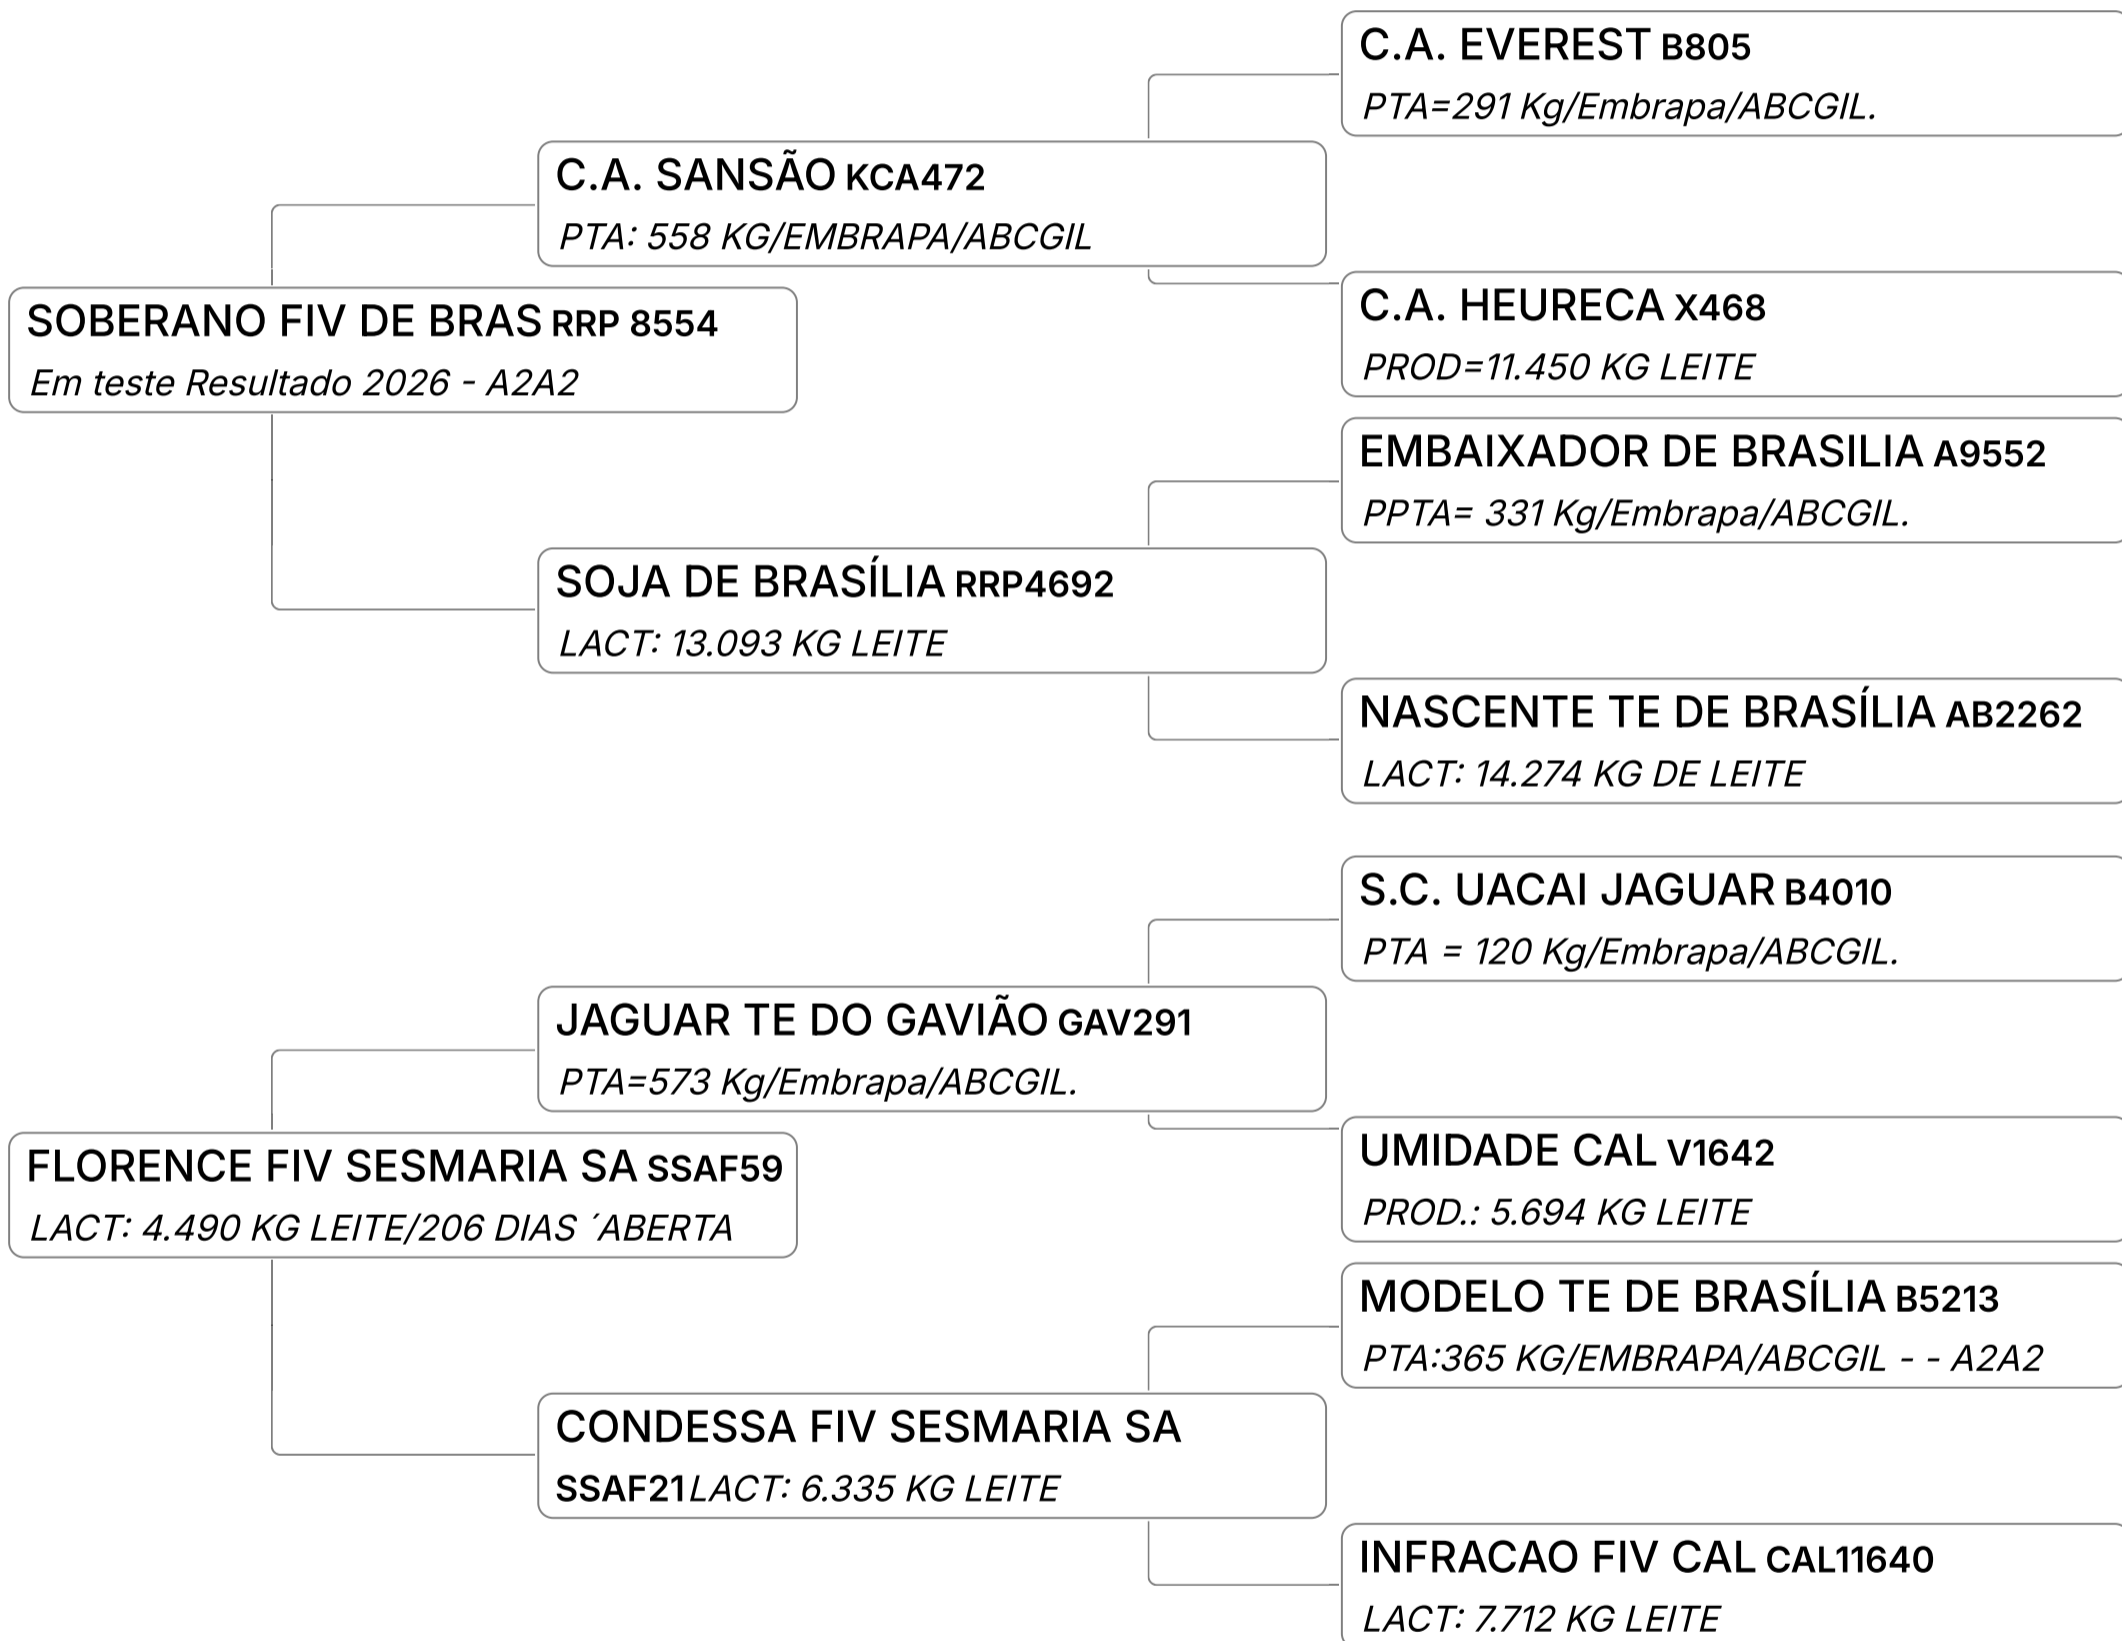 C.A. EVEREST B805
PTA=291 Kg/Embrapa/ABCGIL.
C.A. SANSÃO KCA472
PTA: 558 KG/EMBRAPA/ABCGIL
C.A. HEURECA X468
PROD=11.450 KG LEITE
SOBERANO FIV DE BRAS RRP 8554
Em teste Resultado 2026 - A2A2
EMBAIXADOR DE BRASILIA A9552
PPTA= 331 Kg/Embrapa/ABCGIL.
SOJA DE BRASÍLIA RRP4692
LACT: 13.093 KG LEITE
NASCENTE TE DE BRASÍLIA AB2262
LACT: 14.274 KG DE LEITE
S.C. UACAI JAGUAR B4010
PTA = 120 Kg/Embrapa/ABCGIL.
JAGUAR TE DO GAVIÃO GAV291
PTA=573 Kg/Embrapa/ABCGIL.
UMIDADE CAL V1642
PROD.: 5.694 KG LEITE
FLORENCE FIV SESMARIA SA SSAF59
LACT: 4.490 KG LEITE/206 DIAS ´ABERTA
MODELO TE DE BRASÍLIA B5213
PTA:365 KG/EMBRAPA/ABCGIL - - A2A2
CONDESSA FIV SESMARIA SA
SSAF21LACT: 6.335 KG LEITE
INFRACAO FIV CAL CAL11640
LACT: 7.712 KG LEITE